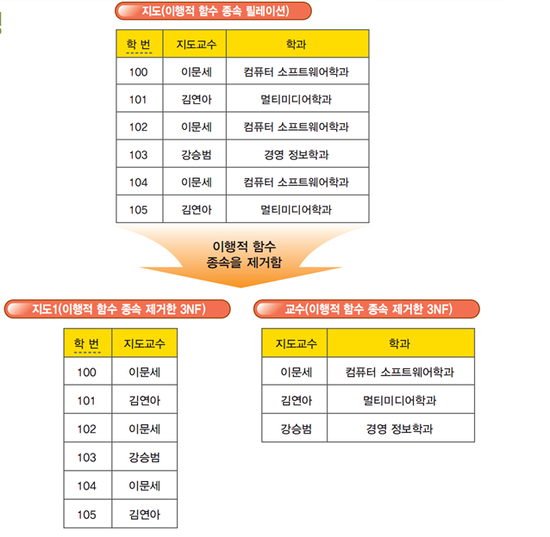 지도(이행적 함수 종속 릴레이션)
학 번 지도교수 학과
100 이문세 컴퓨터 소프트웨어학과
101 김연아 멀티미디어학과
102 이문세 컴퓨터 소프트웨어학과
103 강승범 경영 정보학과
104 이문세 컴퓨터 소프트웨어학과
105 김연아 멀티미디어학과
이행적 함수
종속을 제거함
지도1(이행적 함수 종속 제거한 3NF)
학 번 지도교수
100 이문세
101 김연아
102 이문세
103 강승범
104 이문세
105 김연아
교수(이행적 함수 종속 제거한 3NF)
지도교수 학과
이문세 컴퓨터 소프트웨어학과
김연아 멀티미디어학과
강승범 경영 정보학과